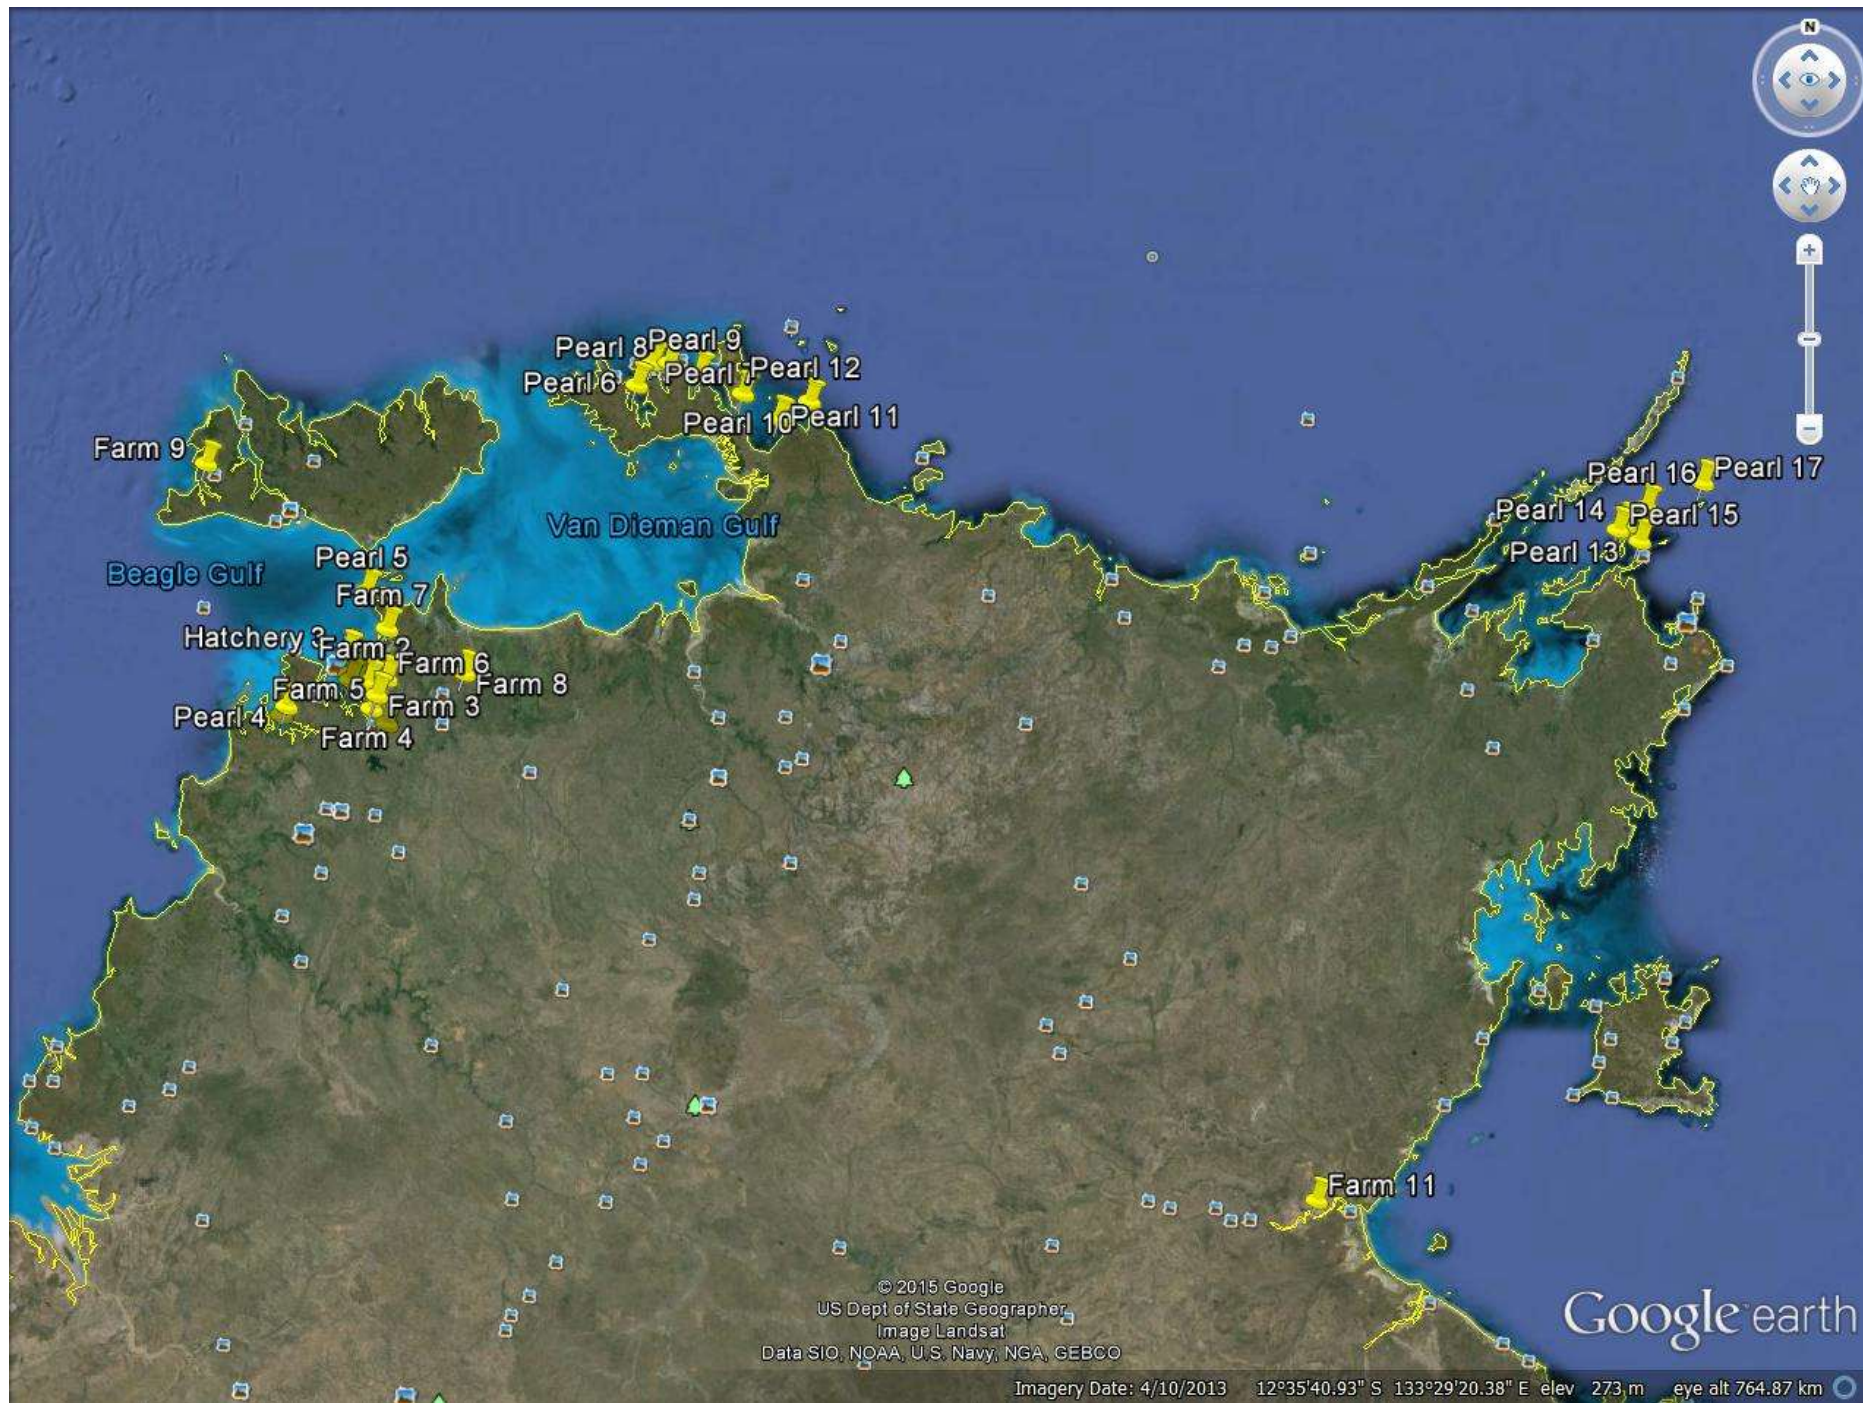 N
Pearl 8
Pearl 9
Pearl 6
Pearl 7
Pearl 12
Pearl 10
Pearl 11
Farm 9
Pearl 16
Pearl 17
Pearl 14
Pearl 15
Pearl 13
Van Dieman Gulf
Beagle Gulf
Pearl 5
Farm 7
Hatchery 3
Farm 2
Farm 6
Farm 5
Farm 8
Pearl 4
Farm 3
Farm 4
Farm 11
© 2015 Google
US Dept of State Geographer
Image Landsat
Data SIO, NOAA, U.S. Navy, NGA, GEBCO
Google earth
Imagery Date: 4/10/2013 12°35'40.93" S 133°29'20.38" E elev 273 m eye alt 764.87 km